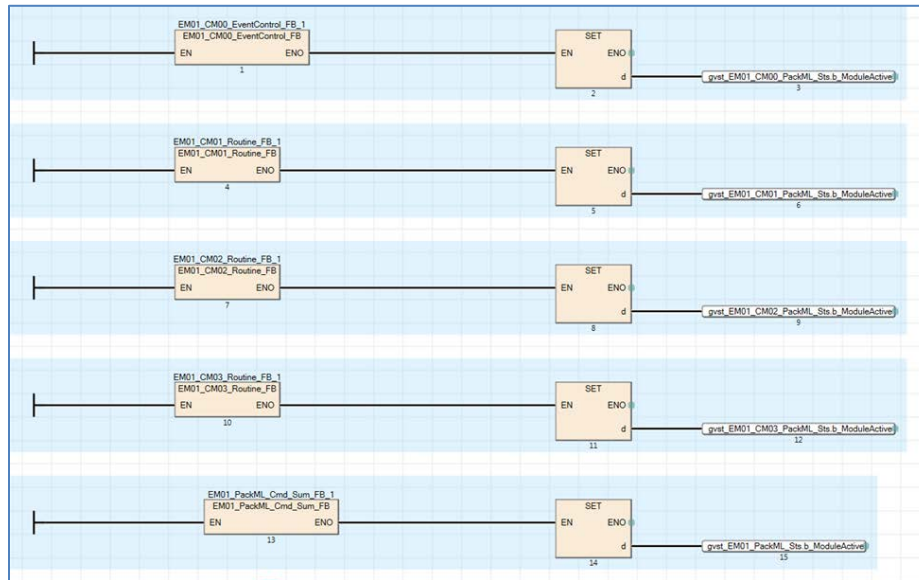 EM01_CM00_EventControl_FB_1
EM01_CM00_EventControl_FB
EN ENO
1
SET
EN ENO
d
2
gvst_EM01_CM00_PackML_Sts.b_ModuleActive
3
EM01_CM01_Routine_FB_1
EM01_CM01_Routine_FB
EN ENO
4
SET
EN ENO
d
5
gvst_EM01_CM01_PackML_Sts.b_ModuleActive
6
EM01_CM02_Routine_FB_1
EM01_CM02_Routine_FB
EN ENO
7
SET
EN ENO
d
8
gvst_EM01_CM02_PackML_Sts.b_ModuleActive
9
EM01_CM03_Routine_FB_1
EM01_CM03_Routine_FB
EN ENO
10
SET
EN ENO
d
11
gvst_EM01_CM03_PackML_Sts.b_ModuleActive
12
EM01_PackML_Cmd_Sum_FB_1
EM01_PackML_Cmd_Sum_FB
EN ENO
13
SET
EN ENO
d
14
gvst_EM01_PackML_Sts.b_ModuleActive
15